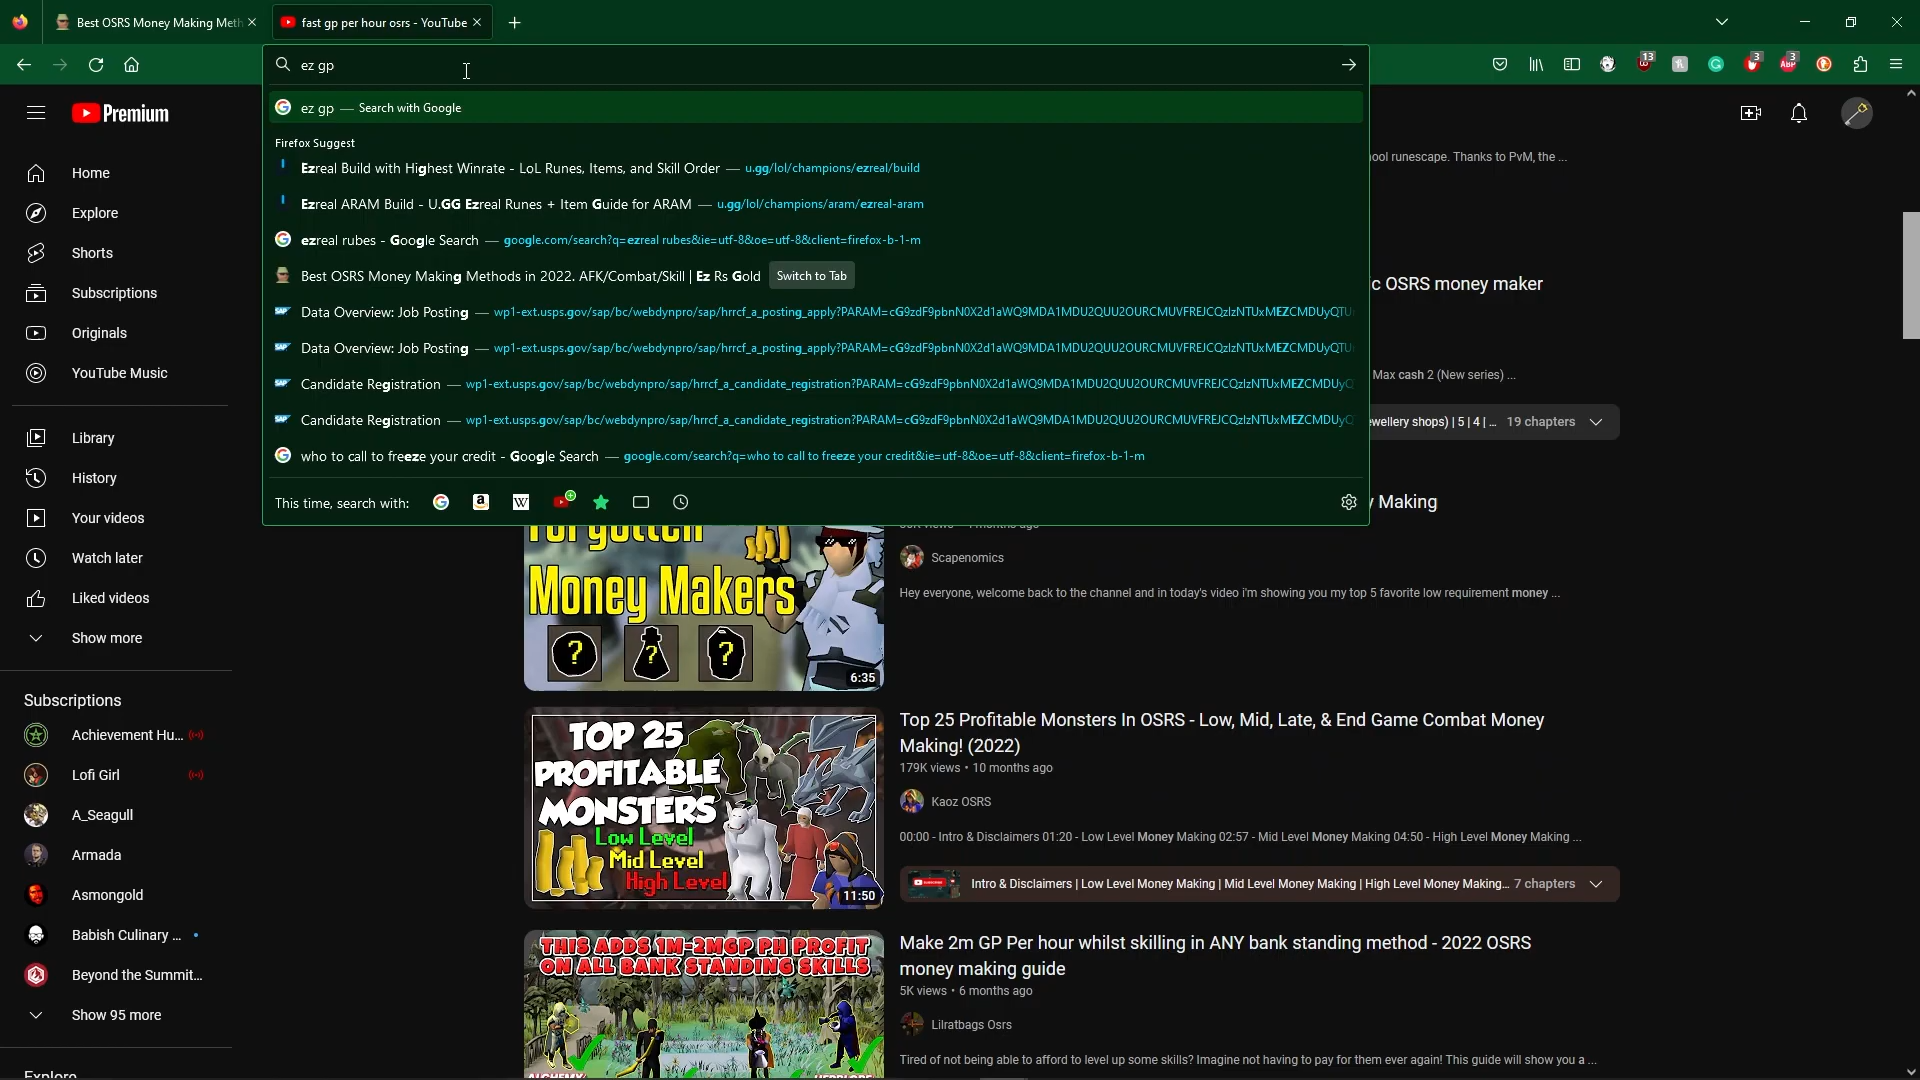 Best OSRS Money Making Meth
fast gp per hour osrs - YouTube
ez gp
13
3
ABP
3
ez gp — Search with Google
Firefox Suggest
Ezreal Build with Highest Winrate - LoL Runes, Items, and Skill Order — u.gg/lol/champions/ezreal/build
Ezreal ARAM Build - U.GG Ezreal Runes + Item Guide for ARAM — u.gg/lol/champions/aram/ezreal-aram
ezreal rubes - Google Search — google.com/search?q=ezreal rubes&ie=utf-8&oe=utf-8&client=firefox-b-1-m
Best OSRS Money Making Methods in 2022. AFK/Combat/Skill | Ez Rs Gold Switch to Tab
Data Overview: Job Posting — wp1-ext.usps.gov/sap/bc/webdynpro/sap/hrrcf_a_posting_apply?PARAM=
Data Overview: Job Posting — wp1-ext.usps.gov/sap/bc/webdynpro/sap/hrrcf_a_posting_apply?PARAM=
Candidate Registration — wp1-ext.usps.gov/sap/bc/webdynpro/sap/hrrcf_a_candidate_registration?PARAM=
Candidate Registration — wp1-ext.usps.gov/sap/bc/webdynpro/sap/hrrcf_a_candidate_registration?PARAM=
who to call to freeze your credit - Google Search — google.com/search?q=who to call to freeze your credit&ie=utf-8&oe=utf-8&client=firefox-b-1-m
This time, search with:
Premium
Home
Explore
Shorts
Subscriptions
Originals
YouTube Music
Library
History
Your videos
Watch later
Liked videos
Show more
Subscriptions
Achievement Hu...
Lofi Girl
A_Seagull
Armada
Asmongold
Babish Culinary ...
Beyond the Summit...
Show 95 more
Explore
ool runescape. Thanks to PvM, the ...
c OSRS money maker
Max cash 2 (New series) ...
ewellery shops) | 5 | 4 | ... 19 chapters
y Making
Scapenomics
Hey everyone, welcome back to the channel and in today's video i'm showing you my top 5 favorite low requirement money ...
Forgotten
Money Makers
? ? ?
6:35
TOP 25
PROFITABLE
MONSTERS
Low Level
Mid Level
High Level
11:50
Top 25 Profitable Monsters In OSRS - Low, Mid, Late, & End Game Combat Money
Making! (2022)
179K views • 10 months ago
Kaoz OSRS
00:00 - Intro & Disclaimers 01:20 - Low Level Money Making 02:57 - Mid Level Money Making 04:50 - High Level Money Making ...
Intro & Disclaimers | Low Level Money Making | Mid Level Money Making | High Level Money Making... 7 chapters
THIS ADDS 1M-2MGP PH PROFIT
ON ALL BANK STANDING SKILLS
Make 2m GP Per hour whilst skilling in ANY bank standing method - 2022 OSRS
money making guide
5K views • 6 months ago
Lilratbags Osrs
Tired of not being able to afford to level up some skills? Imagine not having to pay for them ever again! This guide will show you a ...